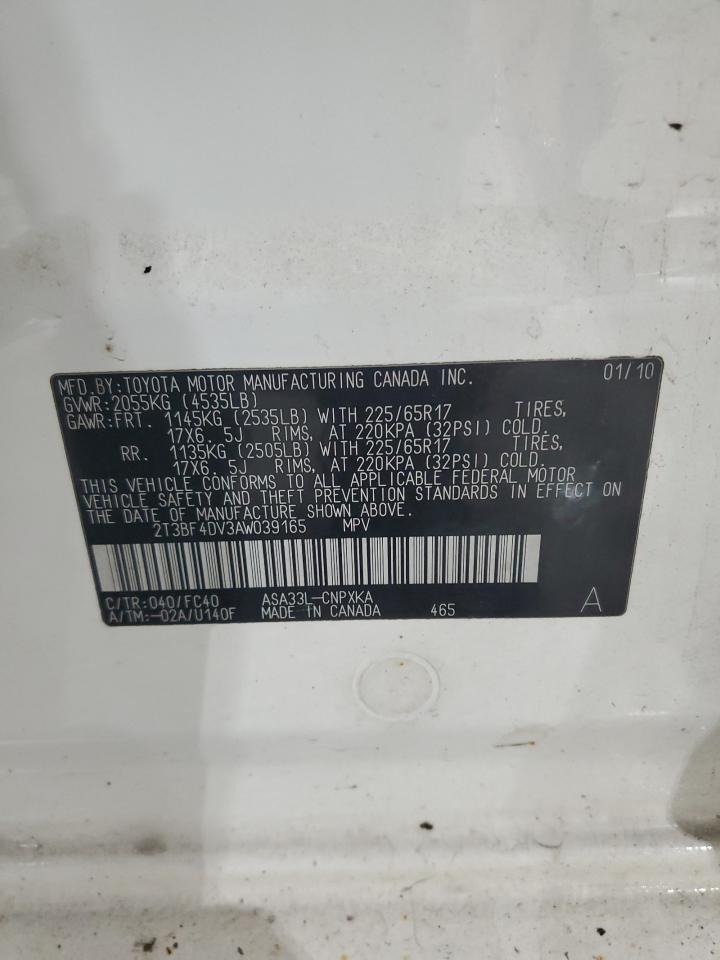 MFD.BY:TOYOTA MOTOR MANUFACTURING CANADA INC. 01/10
GVWR:2055KG (4535LB)
GAWR:FRT. 1145KG (2535LB) WITH 225/65R17 TIRES,
17X6. 5J RIMS, AT 220KPA (32PSI) COLD.
RR. 1135KG (2505LB) WITH 225/65R17 TIRES,
17X6. 5J RIMS, AT 220KPA (32PSI) COLD.
THIS VEHICLE CONFORMS TO ALL APPLICABLE FEDERAL MOTOR
VEHICLE SAFETY AND THEFT PREVENTION STANDARDS IN EFFECT ON
THE DATE OF MANUFACTURE SHOWN ABOVE.
2T3BF4DV3AW039165 MPV
C/TR:040/FC40 ASA33L-CNPXKA
A/TM:-02A/U140F MADE IN CANADA 465 A